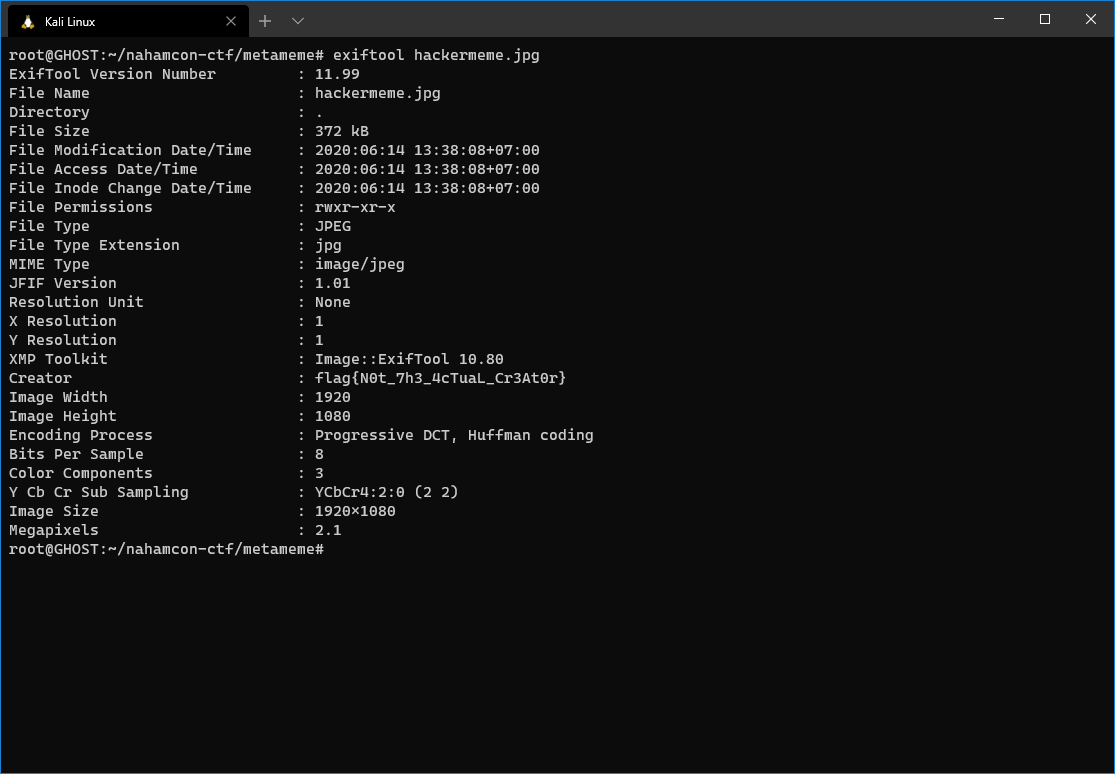 Kali Linux
root@GHOST:~/nahamcon-ctf/metameme# exiftool hackermeme.jpg
ExifTool Version Number         : 11.99
File Name                       : hackermeme.jpg
Directory                       : .
File Size                       : 372 kB
File Modification Date/Time     : 2020:06:14 13:38:08+07:00
File Access Date/Time           : 2020:06:14 13:38:08+07:00
File Inode Change Date/Time     : 2020:06:14 13:38:08+07:00
File Permissions                : rwxr-xr-x
File Type                       : JPEG
File Type Extension             : jpg
MIME Type                       : image/jpeg
JFIF Version                    : 1.01
Resolution Unit                 : None
X Resolution                    : 1
Y Resolution                    : 1
XMP Toolkit                     : Image::ExifTool 10.80
Creator                         : flag{N0t_7h3_4cTuaL_Cr3At0r}
Image Width                     : 1920
Image Height                    : 1080
Encoding Process                : Progressive DCT, Huffman coding
Bits Per Sample                 : 8
Color Components                : 3
Y Cb Cr Sub Sampling            : YCbCr4:2:0 (2 2)
Image Size                      : 1920×1080
Megapixels                      : 2.1
root@GHOST:~/nahamcon-ctf/metameme#